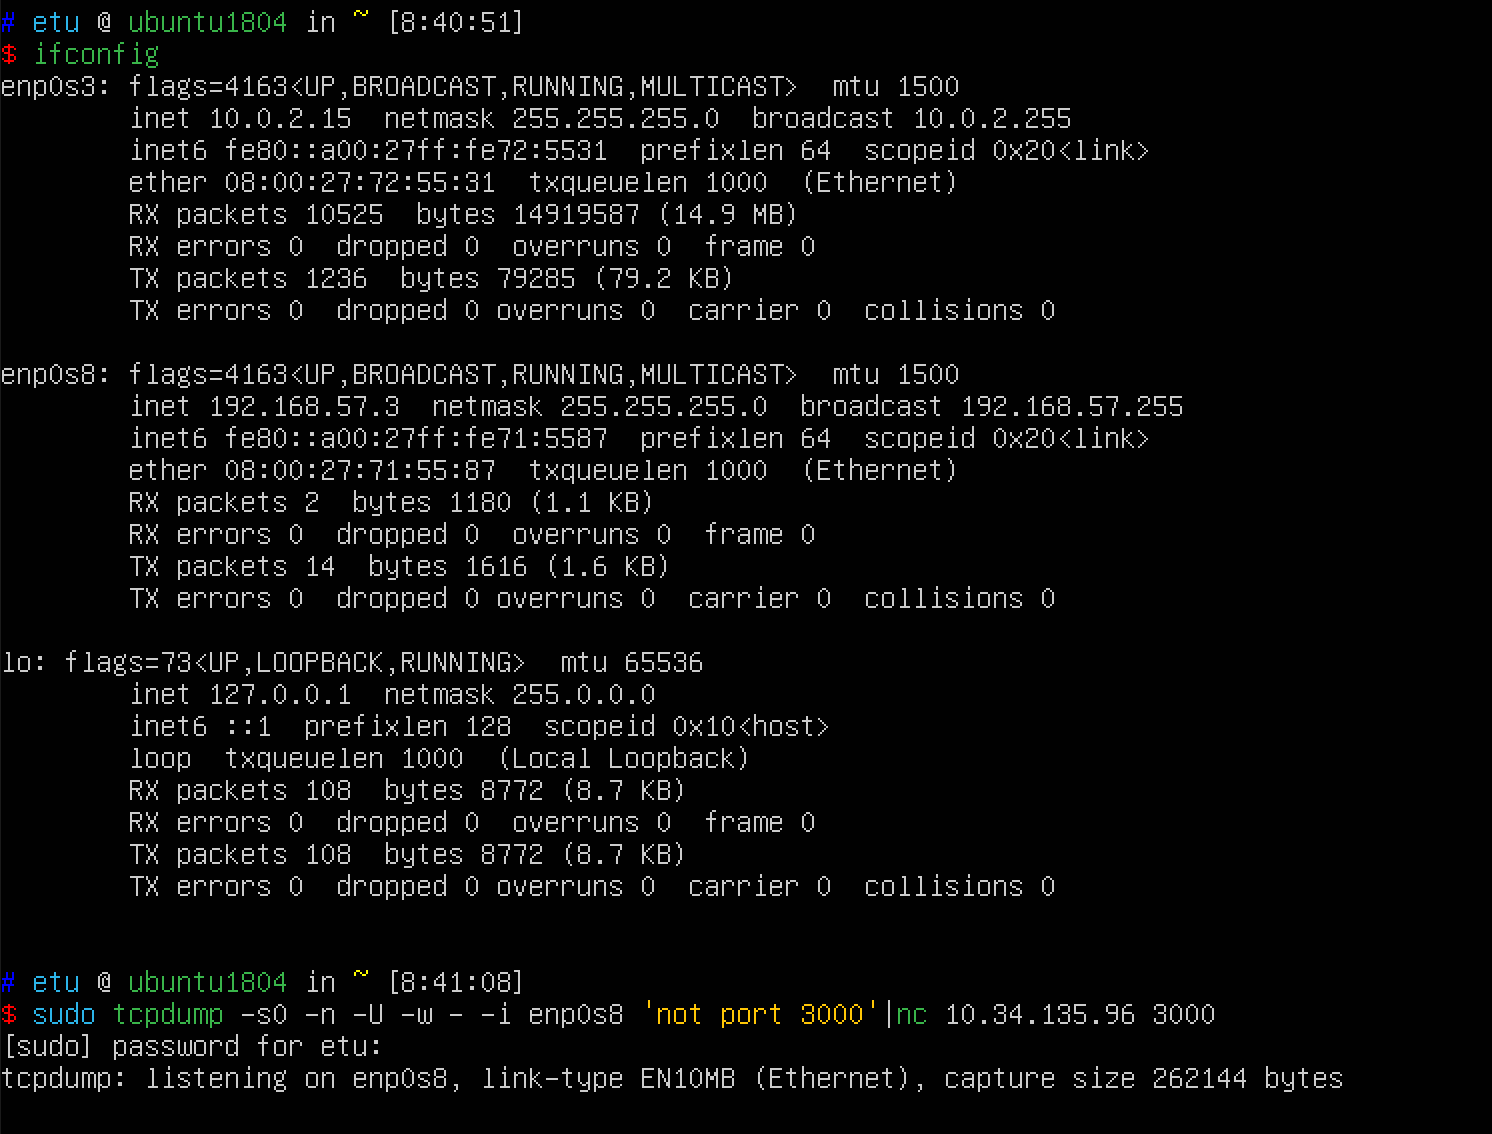 # etu @ ubuntu1804 in ~ [8:40:51]
$ ifconfig
enp0s3: flags=4163<UP,BROADCAST,RUNNING,MULTICAST>  mtu 1500
        inet 10.0.2.15  netmask 255.255.255.0  broadcast 10.0.2.255
        inet6 fe80::a00:27ff:fe72:5531  prefixlen 64  scopeid 0x20<link>
        ether 08:00:27:72:55:31  txqueuelen 1000  (Ethernet)
        RX packets 10525  bytes 14919587 (14.9 MB)
        RX errors 0  dropped 0  overruns 0  frame 0
        TX packets 1236  bytes 79285 (79.2 KB)
        TX errors 0  dropped 0 overruns 0  carrier 0  collisions 0

enp0s8: flags=4163<UP,BROADCAST,RUNNING,MULTICAST>  mtu 1500
        inet 192.168.57.3  netmask 255.255.255.0  broadcast 192.168.57.255
        inet6 fe80::a00:27ff:fe71:5587  prefixlen 64  scopeid 0x20<link>
        ether 08:00:27:71:55:87  txqueuelen 1000  (Ethernet)
        RX packets 2  bytes 1180 (1.1 KB)
        RX errors 0  dropped 0  overruns 0  frame 0
        TX packets 14  bytes 1616 (1.6 KB)
        TX errors 0  dropped 0 overruns 0  carrier 0  collisions 0

lo: flags=73<UP,LOOPBACK,RUNNING>  mtu 65536
        inet 127.0.0.1  netmask 255.0.0.0
        inet6 ::1  prefixlen 128  scopeid 0x10<host>
        loop  txqueuelen 1000  (Local Loopback)
        RX packets 108  bytes 8772 (8.7 KB)
        RX errors 0  dropped 0  overruns 0  frame 0
        TX packets 108  bytes 8772 (8.7 KB)
        TX errors 0  dropped 0 overruns 0  carrier 0  collisions 0

# etu @ ubuntu1804 in ~ [8:41:08]
$ sudo tcpdump -s0 -n -U -w - -i enp0s8 'not port 3000'|nc 10.34.135.96 3000
[sudo] password for etu:
tcpdump: listening on enp0s8, link-type EN10MB (Ethernet), capture size 262144 bytes